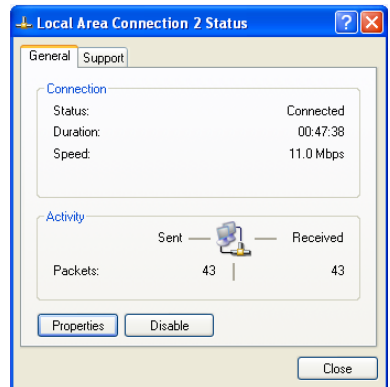 Local Area Connection 2 Status
General Support
Connection
Status: Connected
Duration: 00:47:38
Speed: 11.0 Mbps
Activity
Sent Received
Packets: 43 43
Properties Disable
Close